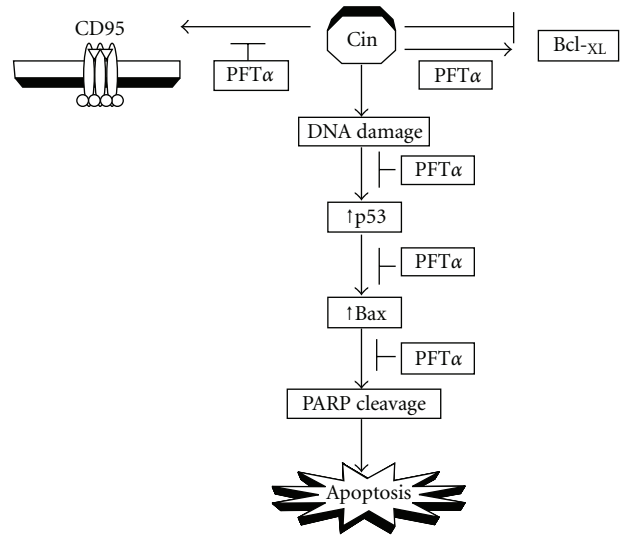 CD95
Cin
Bcl-XL
PFTα
PFTα
DNA damage
PFTα
↑p53
PFTα
↑Bax
PFTα
PARP cleavage
Apoptosis